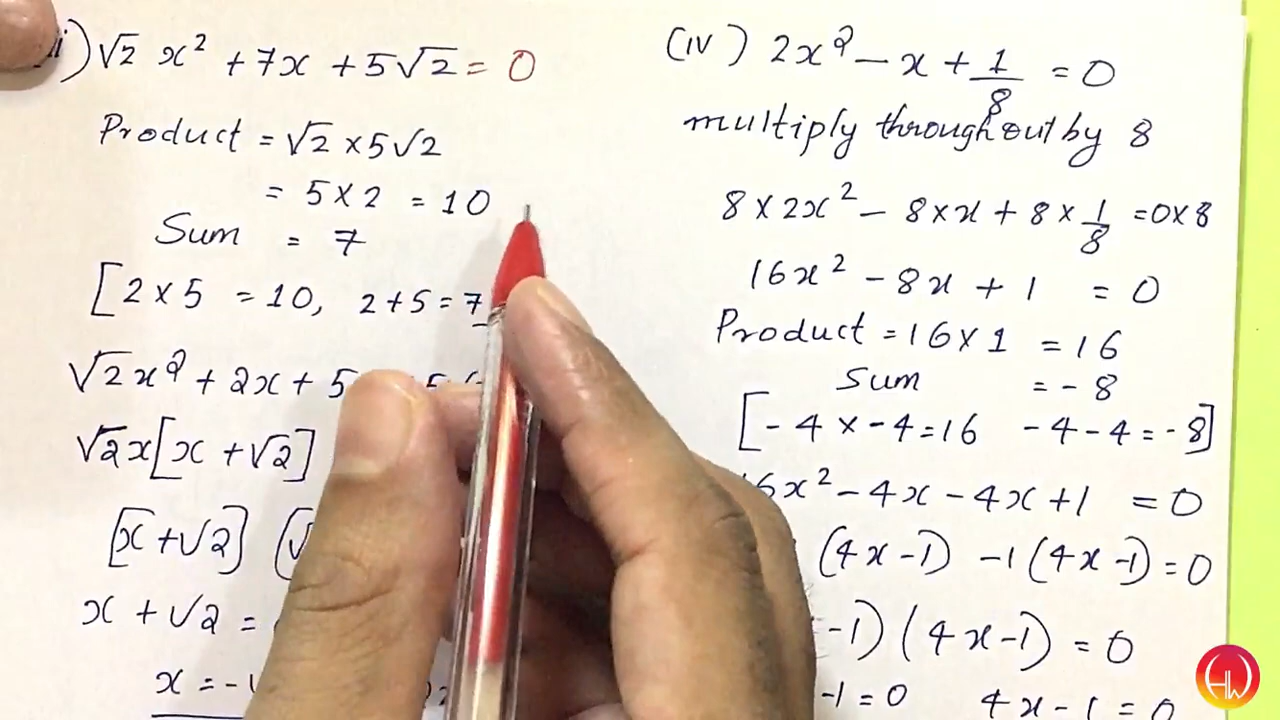 i) √2 x² + 7x + 5√2 = 0
Product = √2 × 5√2
= 5 × 2 = 10
Sum = 7
[2 × 5 = 10, 2 + 5 = 7
√2x² + 2x + 5
√2x[x + √2]
[x + √2] (√
x + √2 =
x = -√
(iv) 2x² - x + 1/8 = 0
multiply throughout by 8
8 × 2x² - 8 × x + 8 × 1/8 = 0 × 8
16x² - 8x + 1 = 0
Product = 16 × 1 = 16
Sum = -8
[-4 × -4 = 16 -4 - 4 = -8]
6x² - 4x - 4x + 1 = 0
(4x - 1) -1(4x - 1) = 0
-1)(4x - 1) = 0
-1 = 0 4x - 1 = 0
HW